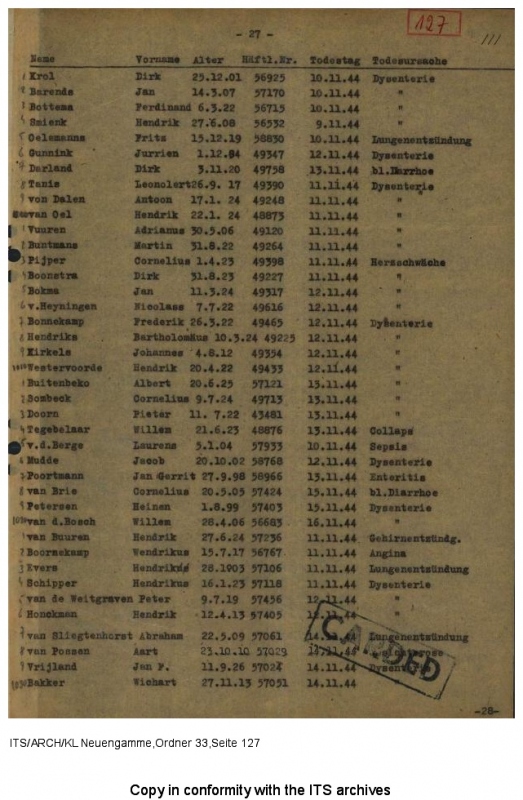 - 27 -
127
111
Name Vorname Alter Häftl.Nr. Todestag Todesursache
Krol Dirk 25.12.01 56925 10.11.44 Dysenterie
Barends Jan 14.3.07 57170 10.11.44 "
Bottema Ferdinand 6.3.22 56715 10.11.44 "
Smienk Hendrik 27.6.08 56532 9.11.44 "
Oelemanns Frits 15.12.19 58830 10.11.44 Lungenentzündung
Gunnink Jurrien 1.12.84 49347 12.11.44 Dysenterie
Darland Dirk 3.11.20 49758 13.11.44 bl.Diarrhoe
Tanis Leonolert 26.9. 17 49390 11.11.44 Dysenterie
von Dalen Antoon 17.1. 24 49248 11.11.44 "
van Oel Hendrik 22.1. 24 48873 11.11.44 "
Vuuren Adrianus 30.5.06 49120 11.11.44 "
Buntmans Martin 31.8.22 49264 11.11.44 "
Pijper Cornelius 1.4.23 49398 11.11.44 Herzschwäche
Boonstra Dirk 31.8.23 49227 11.11.44 "
Bokma Jan 11.3.24 49317 12.11.44 "
v.Heyningen Nicolaas 7.7.22 49616 12.11.44 "
Bonnekamp Frederik 26.3.22 49465 12.11.44 Dysenterie
Hendriks Bartholomäus 10.3.24 49225 12.11.44 "
Kirkels Johannes 4.8.12 49354 12.11.44 "
Westervoorde Hendrik 20.4.22 49433 12.11.44 "
Buitenbeko Albert 20.6.25 57121 13.11.44 "
Bombeck Cornelius 9.7.24 49713 13.11.44 "
Doorn Pieter 11. 7.22 43481 13.11.44 "
Tegebelaar Willem 21.6.23 48876 13.11.44 Collaps
v.d.Berge Laurens 5.1.04 57933 10.11.44 Sepsis
Mudde Jacob 20.10.02 58768 12.11.44 Dysenterie
Poortmann Jan Gerrit 27.9.98 58966 13.11.44 Enteritis
van Brie Cornelius 20.5.05 57424 15.11.44 bl.Diarrhoe
Petersen Heinen 1.8.99 57403 15.11.44 Dysenterie
van d.Bosch Willem 28.4.06 56683 16.11.44 "
van Buuren Hendrik 27.6.24 57236 11.11.44 Gehirnentzündg.
Boornekamp Wendrikus 15.7.17 56767 11.11.44 Angina
Evers Hendrikus 28.1903 57106 11.11.44 Lungenentzündung
Schipper Hendrikus 16.1.23 57118 11.11.44 Dysenterie
van de Weitgraven Peter 9.7.19 57456 12.11.44 "
Honckman Hendrik 12.4.13 57405 "
van Sliegtenhorst Abraham 22.5.09 57061 14.11.44 Lungenentzündung
van Possen Aart 23.10.10 57029 14.11.44
Vrijland Jan P. 11.9.26 57024 14.11.44 Dysenterie
Bakker Wichart 27.11.13 57051 14.11.44 "
CARDED
-28-
ITS/ARCH/KL Neuengamme,Ordner 33,Seite 127
Copy in conformity with the ITS archives